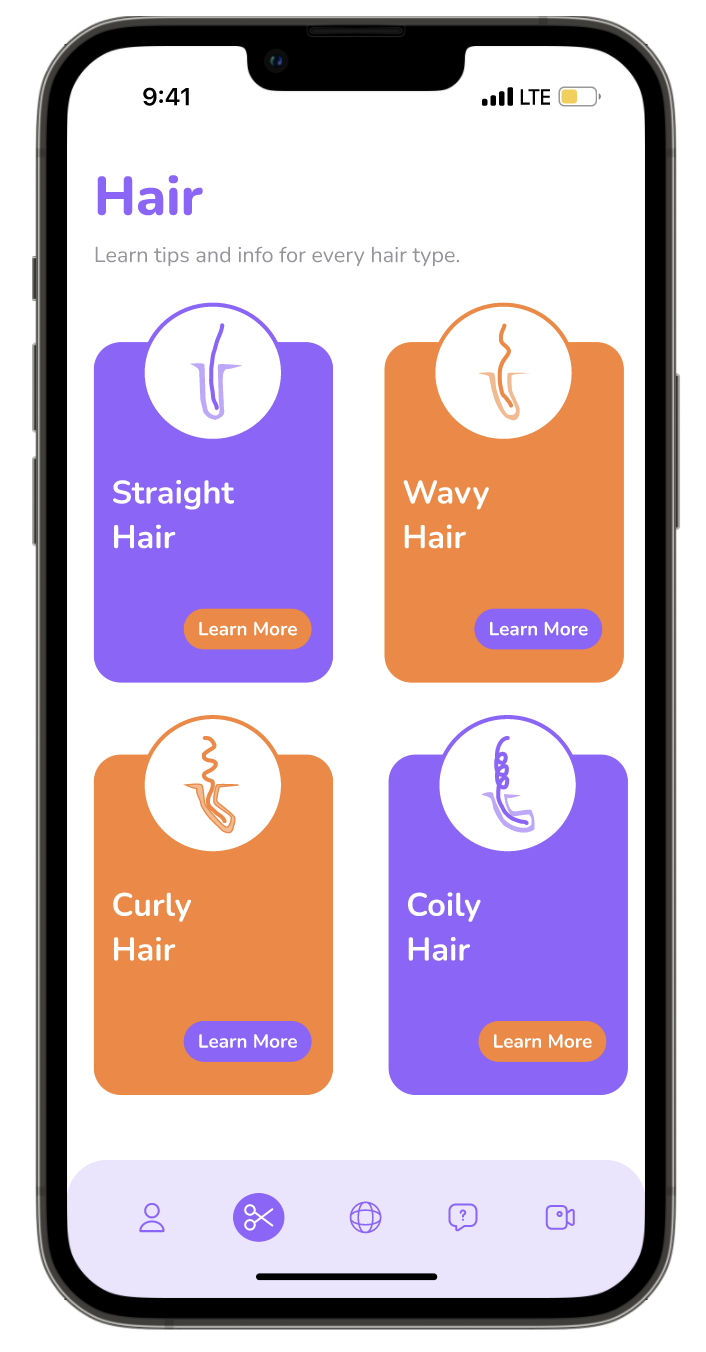 9:41
LTE
Hair
Learn tips and info for every hair type.
Straight
Hair
Learn More
Wavy
Hair
Learn More
Curly
Hair
Learn More
Coily
Hair
Learn More
?